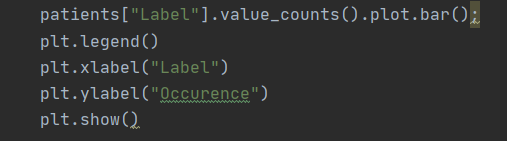 patients["Label"].value_counts().plot.bar();
plt.legend()
plt.xlabel("Label")
plt.ylabel("Occurence")
plt.show()